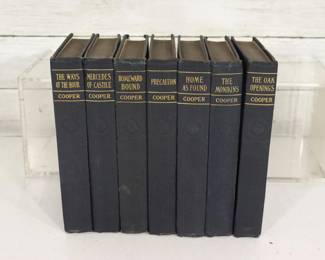 THE WAYS
OF THE HOUR
COOPER
MERCEDES
OF CASTILE
COOPER
HOMEWARD
BOUND
COOPER
PRECAUTION
COOPER
HOME
AS FOUND
COOPER
THE
MONIKINS
COOPER
THE OAK
OPENINGS
COOPER